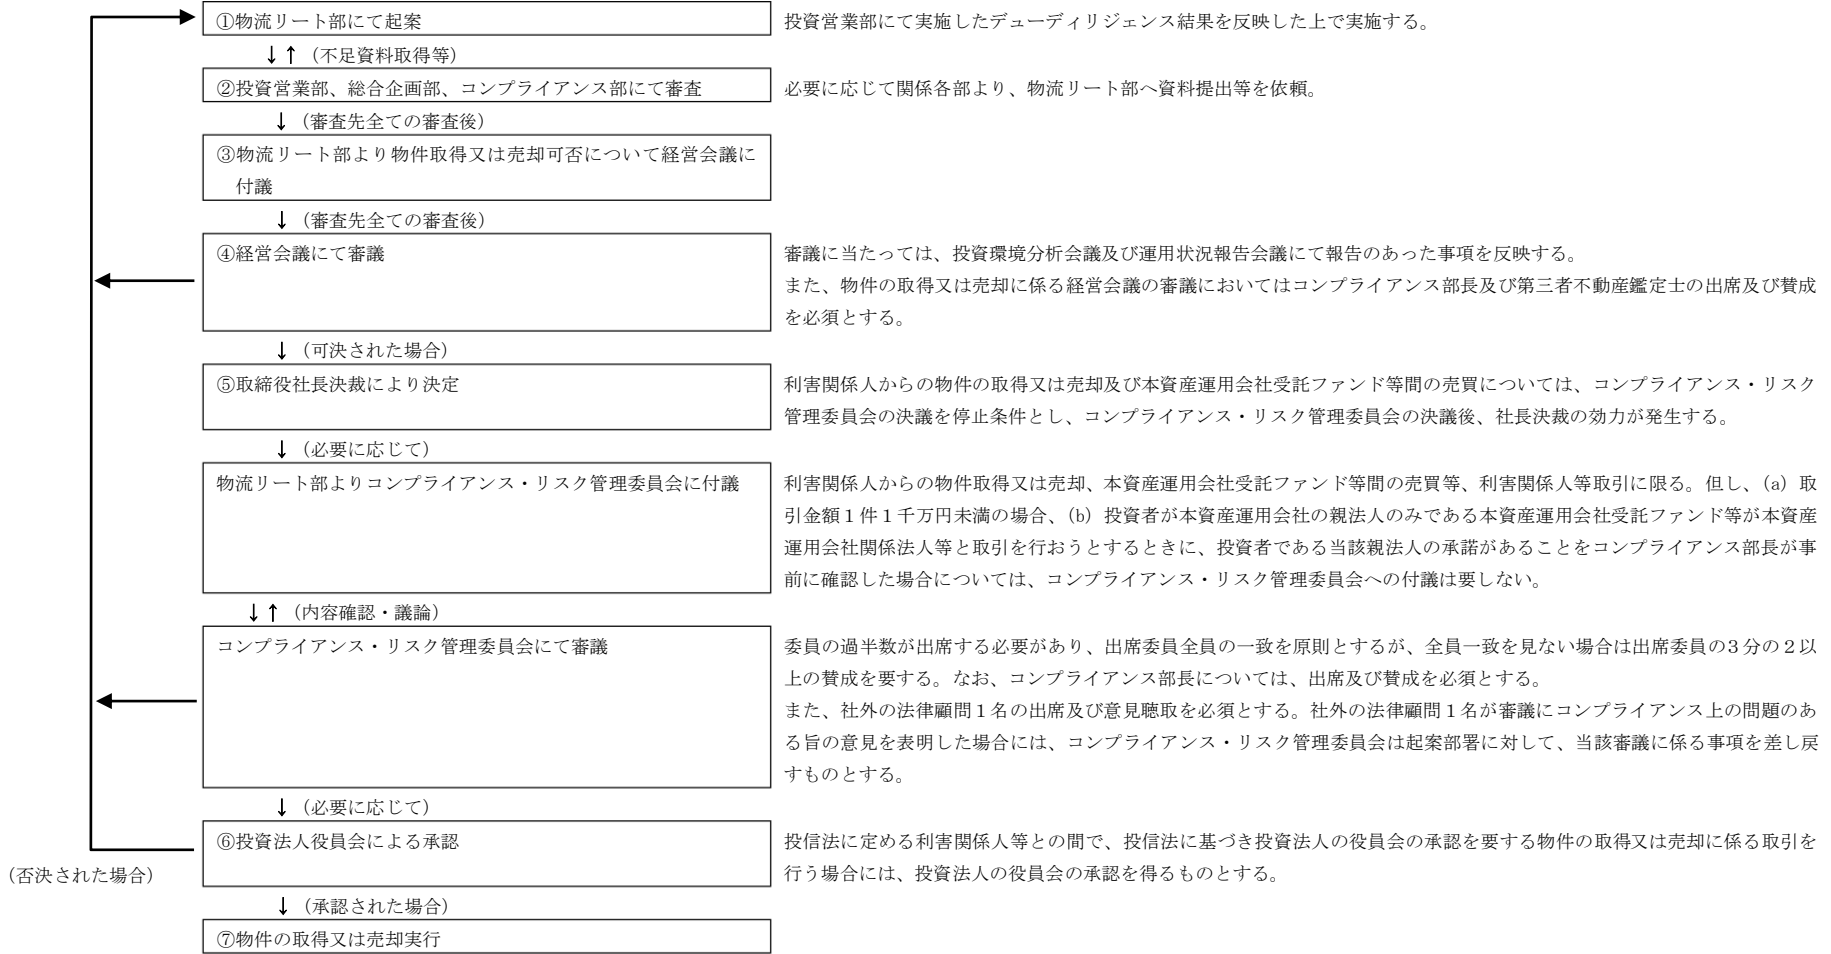 ①物流リート部にて起案
投資営業部にて実施したデューディリジェンス結果を反映した上で実施する。
↓↑（不足資料取得等）
②投資営業部、総合企画部、コンプライアンス部にて審査
必要に応じて関係各部より、物流リート部へ資料提出等を依頼。
↓（審査先全ての審査後）
③物流リート部より物件取得又は売却可否について経営会議に
付議
↓（審査先全ての審査後）
④経営会議にて審議
審議に当たっては、投資環境分析会議及び運用状況報告会議にて報告のあった事項を反映する。
また、物件の取得又は売却に係る経営会議の審議においてはコンプライアンス部長及び第三者不動産鑑定士の出席及び賛成
を必須とする。
↓（可決された場合）
⑤取締役社長決裁により決定
利害関係人からの物件の取得又は売却及び本資産運用会社受託ファンド等間の売買については、コンプライアンス・リスク
管理委員会の決議を停止条件とし、コンプライアンス・リスク管理委員会の決議後、社長決裁の効力が発生する。
↓（必要に応じて）
物流リート部よりコンプライアンス・リスク管理委員会に付議
利害関係人からの物件取得又は売却、本資産運用会社受託ファンド等間の売買等、利害関係人等取引に限る。但し、(a) 取
引金額１件１千万円未満の場合、(b) 投資者が本資産運用会社の親法人のみである本資産運用会社受託ファンド等が本資産
運用会社関係法人等と取引を行おうとするときに、投資者である当該親法人の承諾があることをコンプライアンス部長が事
前に確認した場合については、コンプライアンス・リスク管理委員会への付議は要しない。
↓↑（内容確認・議論）
コンプライアンス・リスク管理委員会にて審議
委員の過半数が出席する必要があり、出席委員全員の一致を原則とするが、全員一致を見ない場合は出席委員の3分の２以
上の賛成を要する。なお、コンプライアンス部長については、出席及び賛成を必須とする。
また、社外の法律顧問１名の出席及び意見聴取を必須とする。社外の法律顧問１名が審議にコンプライアンス上の問題のあ
る旨の意見を表明した場合には、コンプライアンス・リスク管理委員会は起案部署に対して、当該審議に係る事項を差し戻
すものとする。
↓（必要に応じて）
⑥投資法人役員会による承認
投信法に定める利害関係人等との間で、投信法に基づき投資法人の役員会の承認を要する物件の取得又は売却に係る取引を
行う場合には、投資法人の役員会の承認を得るものとする。
（否決された場合）
↓（承認された場合）
⑦物件の取得又は売却実行